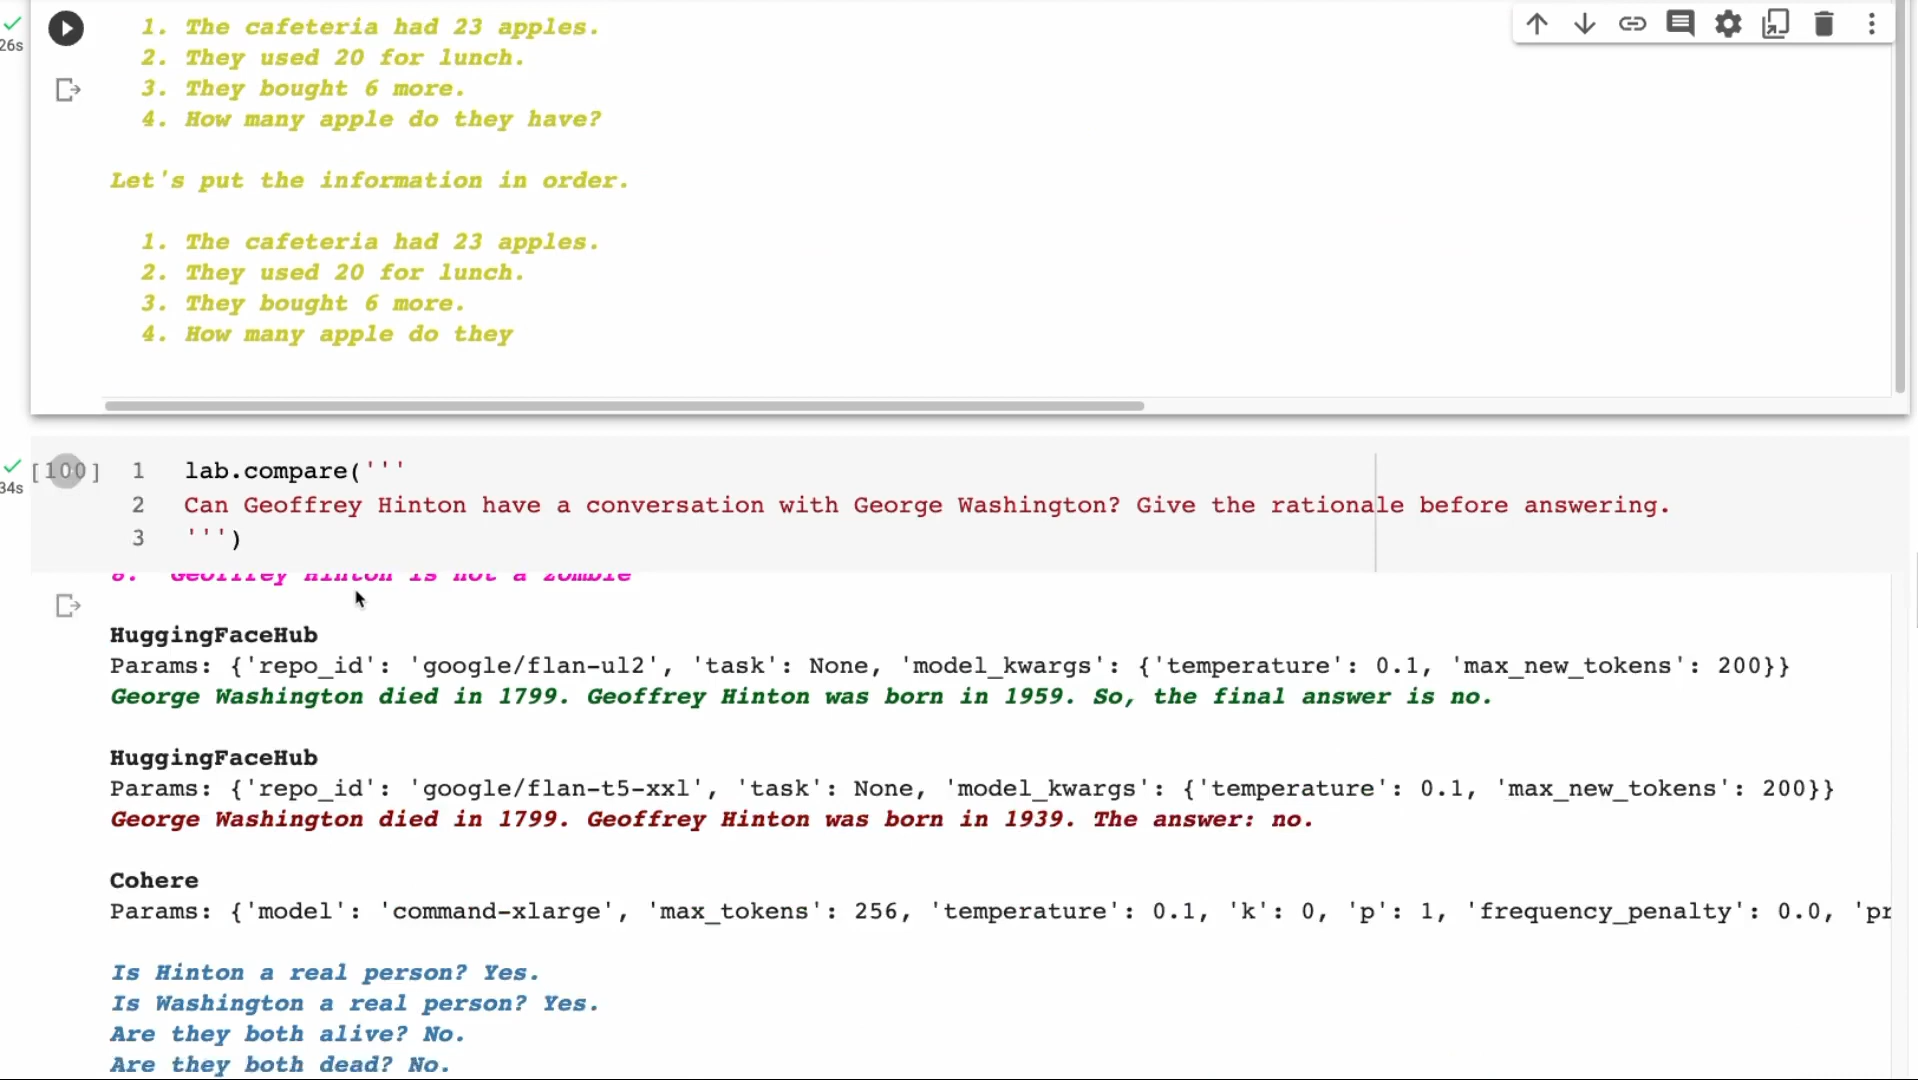 1. The cafeteria had 23 apples.
26s
2. They used 20 for lunch.
3. They bought 6 more.
4. How many apple do they have?
Let's put the information in order.
1. The cafeteria had 23 apples.
2. They used 20 for lunch.
3. They bought 6 more.
4. How many apple do they
[100]
34s
1 lab.compare('''
2 Can Geoffrey Hinton have a conversation with George Washington? Give the rationale before answering.
3 ''')
8. Geoffrey Hinton is not a zombie
HuggingFaceHub
Params: {'repo_id': 'google/flan-ul2', 'task': None, 'model_kwargs': {'temperature': 0.1, 'max_new_tokens': 200}}
George Washington died in 1799. Geoffrey Hinton was born in 1959. So, the final answer is no.
HuggingFaceHub
Params: {'repo_id': 'google/flan-t5-xxl', 'task': None, 'model_kwargs': {'temperature': 0.1, 'max_new_tokens': 200}}
George Washington died in 1799. Geoffrey Hinton was born in 1939. The answer: no.
Cohere
Params: {'model': 'command-xlarge', 'max_tokens': 256, 'temperature': 0.1, 'k': 0, 'p': 1, 'frequency_penalty': 0.0, 'pr
Is Hinton a real person? Yes.
Is Washington a real person? Yes.
Are they both alive? No.
Are they both dead? No.